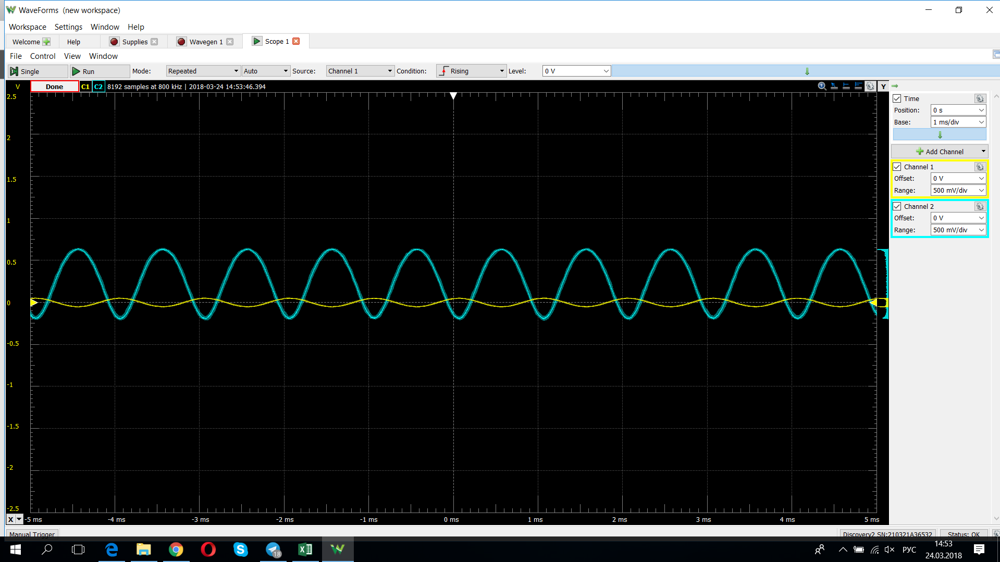 WaveForms (new workspace)
Workspace Settings Window Help
Welcome Help Supplies Wavegen 1 Scope 1
File Control View Window
Single Run Mode: Repeated Auto Source: Channel 1 Condition: Rising Level: 0 V
V Done C1 C2 8192 samples at 800 kHz | 2018-03-24 14:53:46.394 Y
2.5
2
1.5
1
0.5
0
-0.5
-1
-1.5
-2
-2.5
X -5 ms -4 ms -3 ms -2 ms -1 ms 0 ms 1 ms 2 ms 3 ms 4 ms 5 ms
Time
Position: 0 s
Base: 1 ms/div
Add Channel
Channel 1
Offset: 0 V
Range: 500 mV/div
Channel 2
Offset: 0 V
Range: 500 mV/div
Manual Trigger Discovery2 SN:210321A36532 Status: OK
18 РУС 14:53
24.03.2018